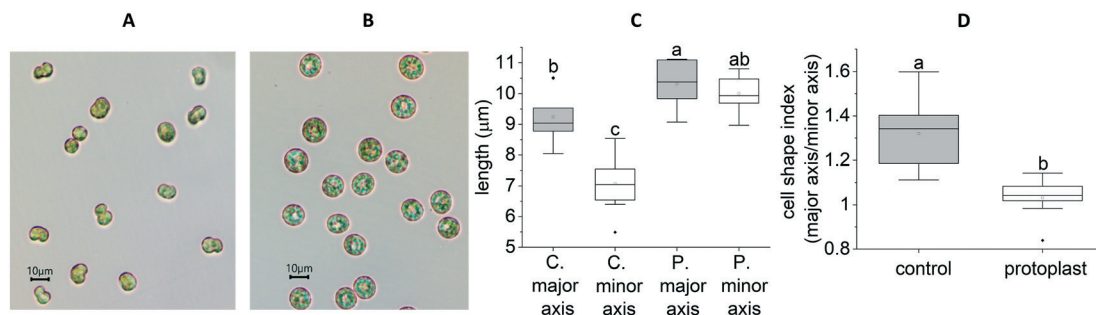 A
B
C
D
10μm
10μm
length (μm)
11
10
9
8
7
6
5
b
c
a
ab
C.
major
axis
C.
minor
axis
P.
major
axis
P.
minor
axis
cell shape index
(major axis/minor axis)
1.6
1.4
1.2
1
0.8
a
b
control
protoplast